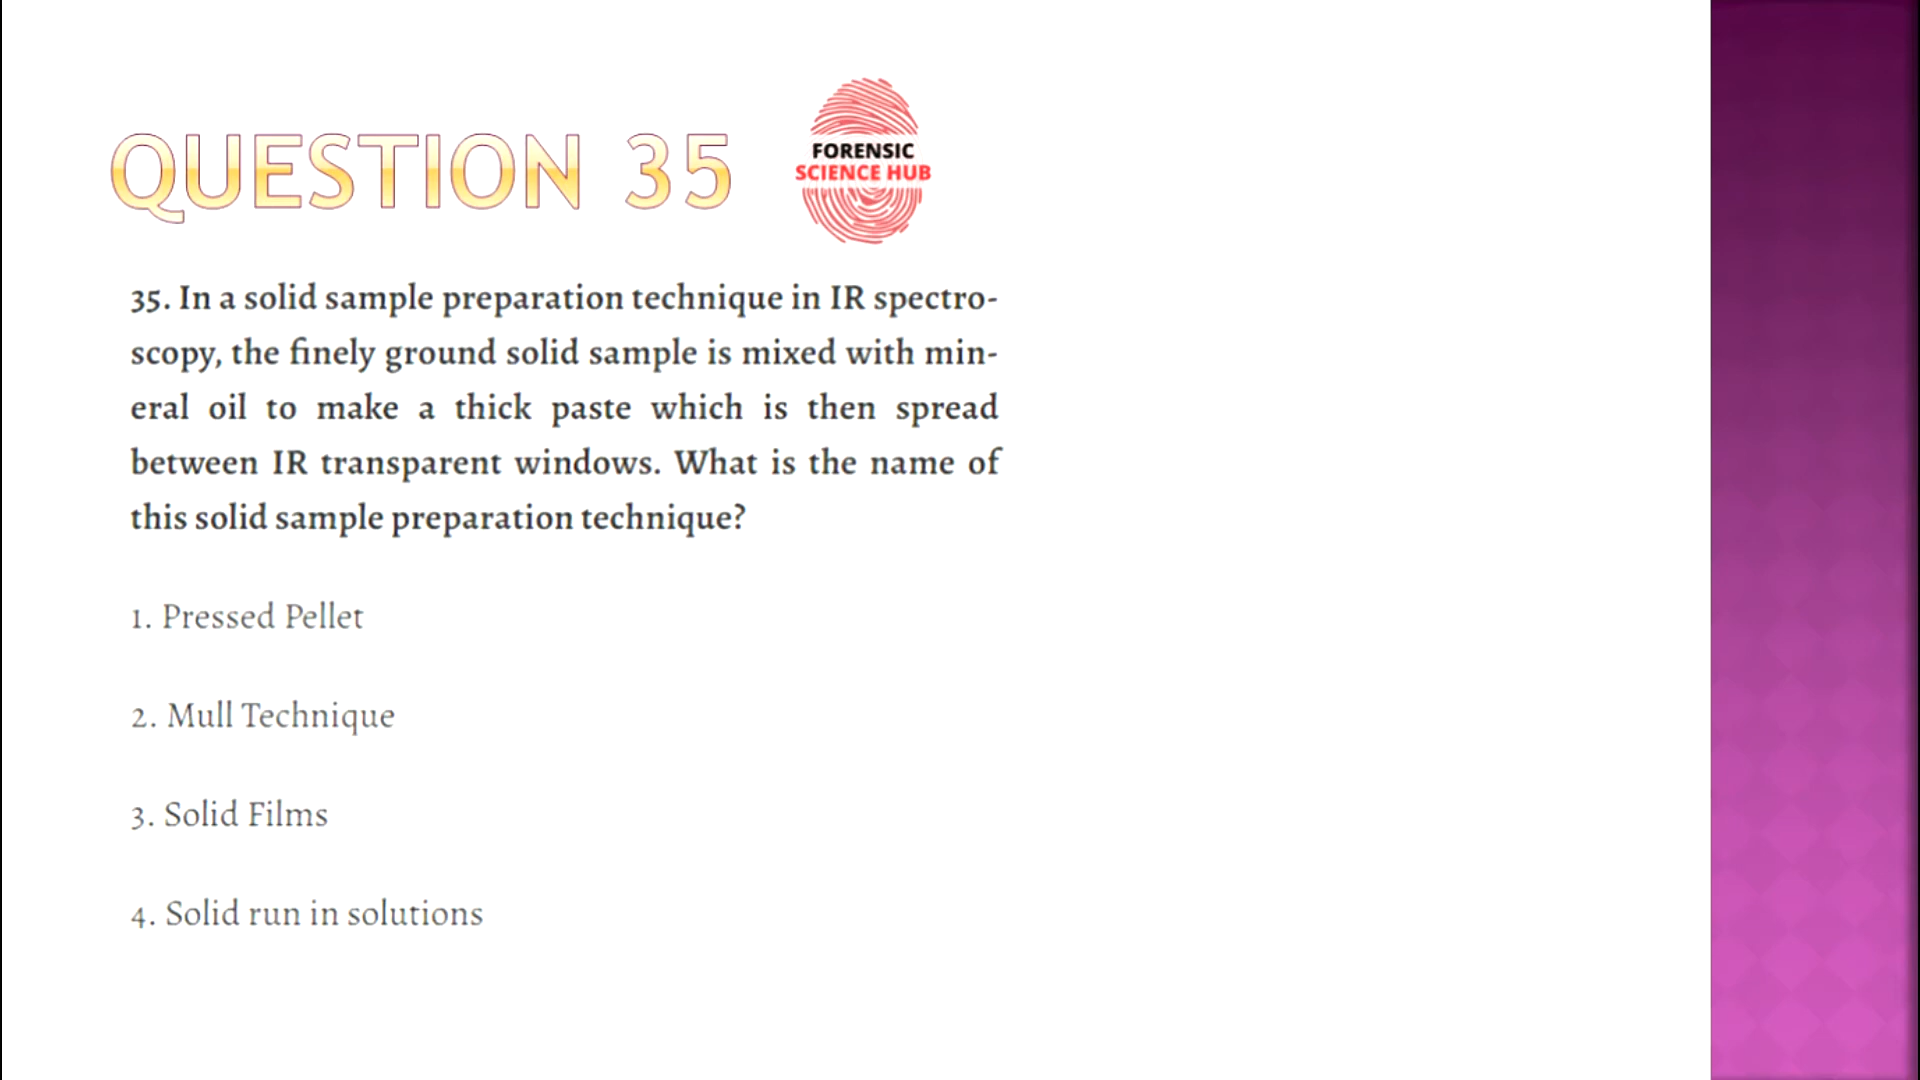 QUESTION 35
FORENSIC
SCIENCE HUB
35. In a solid sample preparation technique in IR spectro-
scopy, the finely ground solid sample is mixed with min-
eral oil to make a thick paste which is then spread
between IR transparent windows. What is the name of
this solid sample preparation technique?
1. Pressed Pellet
2. Mull Technique
3. Solid Films
4. Solid run in solutions